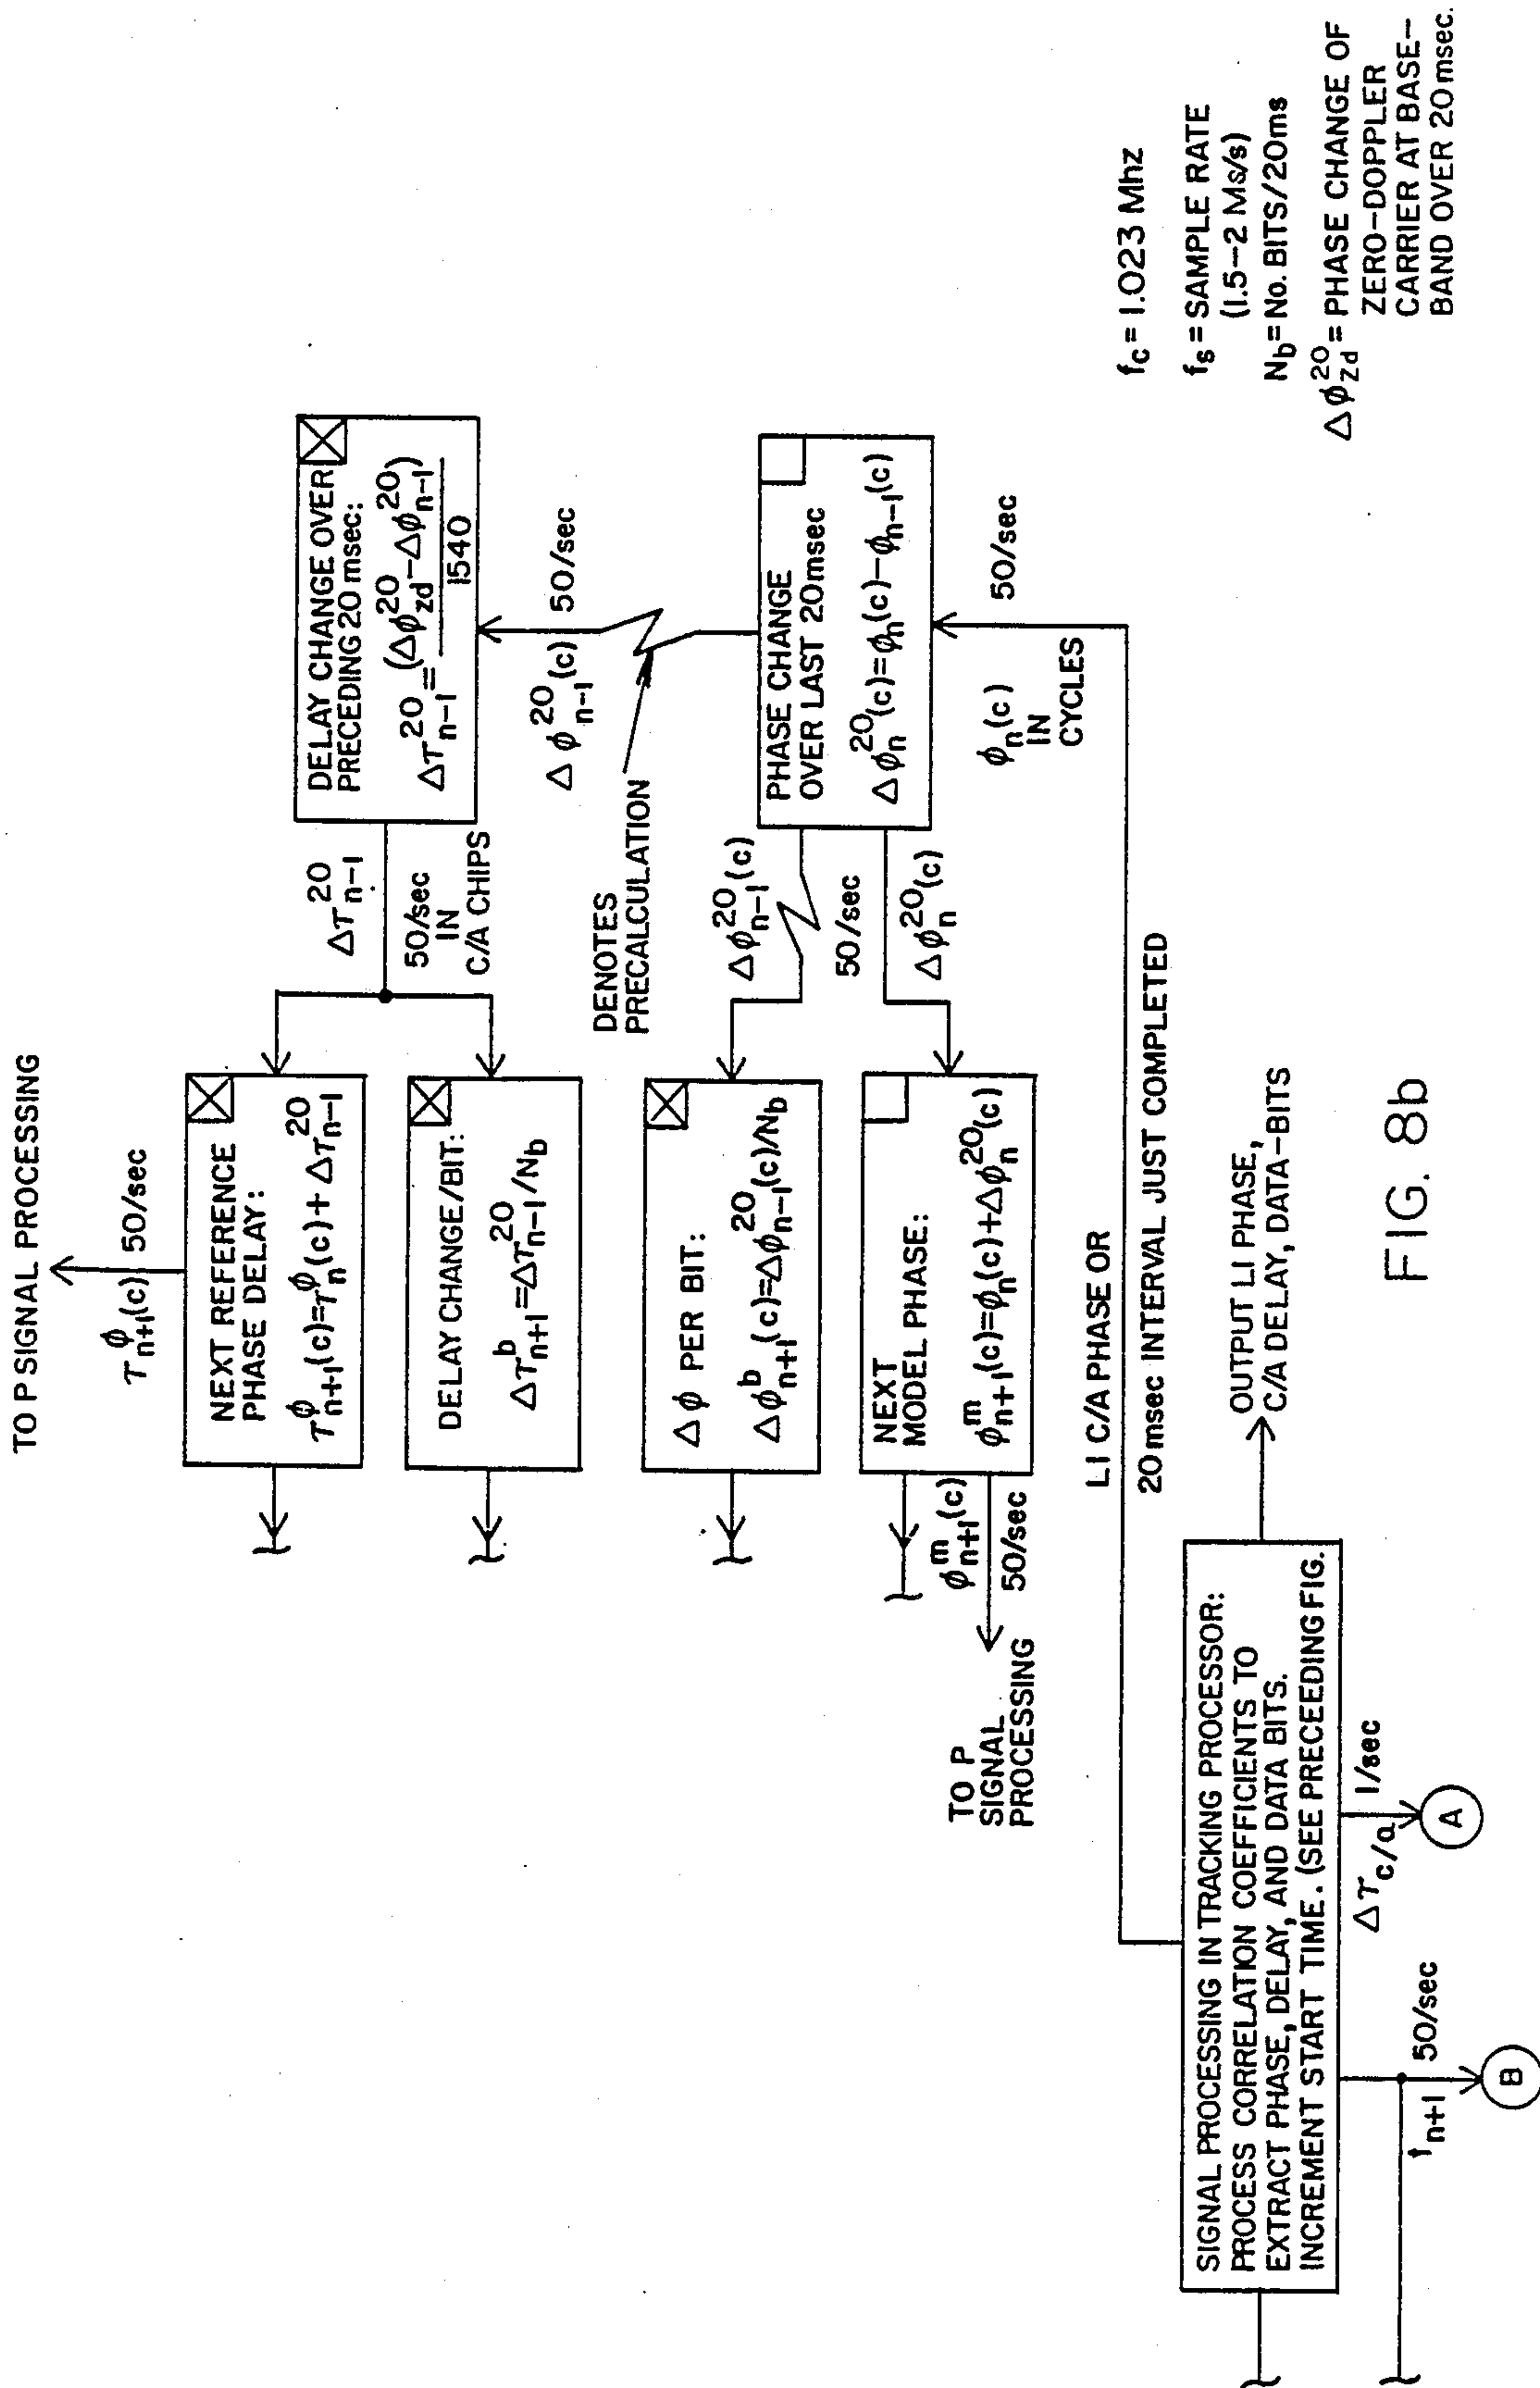 TO P SIGNAL PROCESSING
τ^φ_{n+1}(c) 50/sec
NEXT REFERENCE
PHASE DELAY:
τ^φ_{n+1}(c)=τ^φ_n(c)+Δτ^{20}_{n-1}
DELAY CHANGE/BIT:
Δτ^b_{n+1}=Δτ^{20}_{n-1}/N_b
Δτ^{20}_{n-1}
50/sec
IN
C/A CHIPS
DELAY CHANGE OVER
PRECEDING 20 msec:
Δτ^{20}_{n-1}=(Δφ^{20}_{zd}-Δφ^{20}_{n-1})
1540
Δφ^{20}_{n-1}(c) 50/sec
DENOTES
PRECALCULATION
Δφ PER BIT:
Δφ^b_{n+1}(c)=Δφ^{20}_{n-1}(c)/N_b
Δφ^{20}_{n-1}(c)
50/sec
Δφ^{20}_n(c)
PHASE CHANGE
OVER LAST 20msec
Δφ^{20}_n(c)=φ_n(c)-φ_{n-1}(c)
NEXT
MODEL PHASE:
φ^m_{n+1}(c)=φ_n(c)+Δφ^{20}_n(c)
φ^m_{n+1}(c)
50/sec
TO P
SIGNAL
PROCESSING
φ_n(c)
IN
CYCLES
50/sec
L1 C/A PHASE OR
20msec INTERVAL JUST COMPLETED
SIGNAL PROCESSING IN TRACKING PROCESSOR:
PROCESS CORRELATION COEFFICIENTS TO
EXTRACT PHASE, DELAY, AND DATA BITS.
INCREMENT START TIME. (SEE PRECEEDING FIG.
OUTPUT L1 PHASE,
C/A DELAY, DATA-BITS
Δτ_{c/a} 1/sec
A
t_{n+1} 50/sec
B
f_c = 1.023 Mhz
f_s = SAMPLE RATE
(1.5-2 Ms/s)
N_b = No. BITS/20ms
Δφ^{20}_{zd} = PHASE CHANGE OF
ZERO-DOPPLER
CARRIER AT BASE-
BAND OVER 20msec.
FIG. 8b